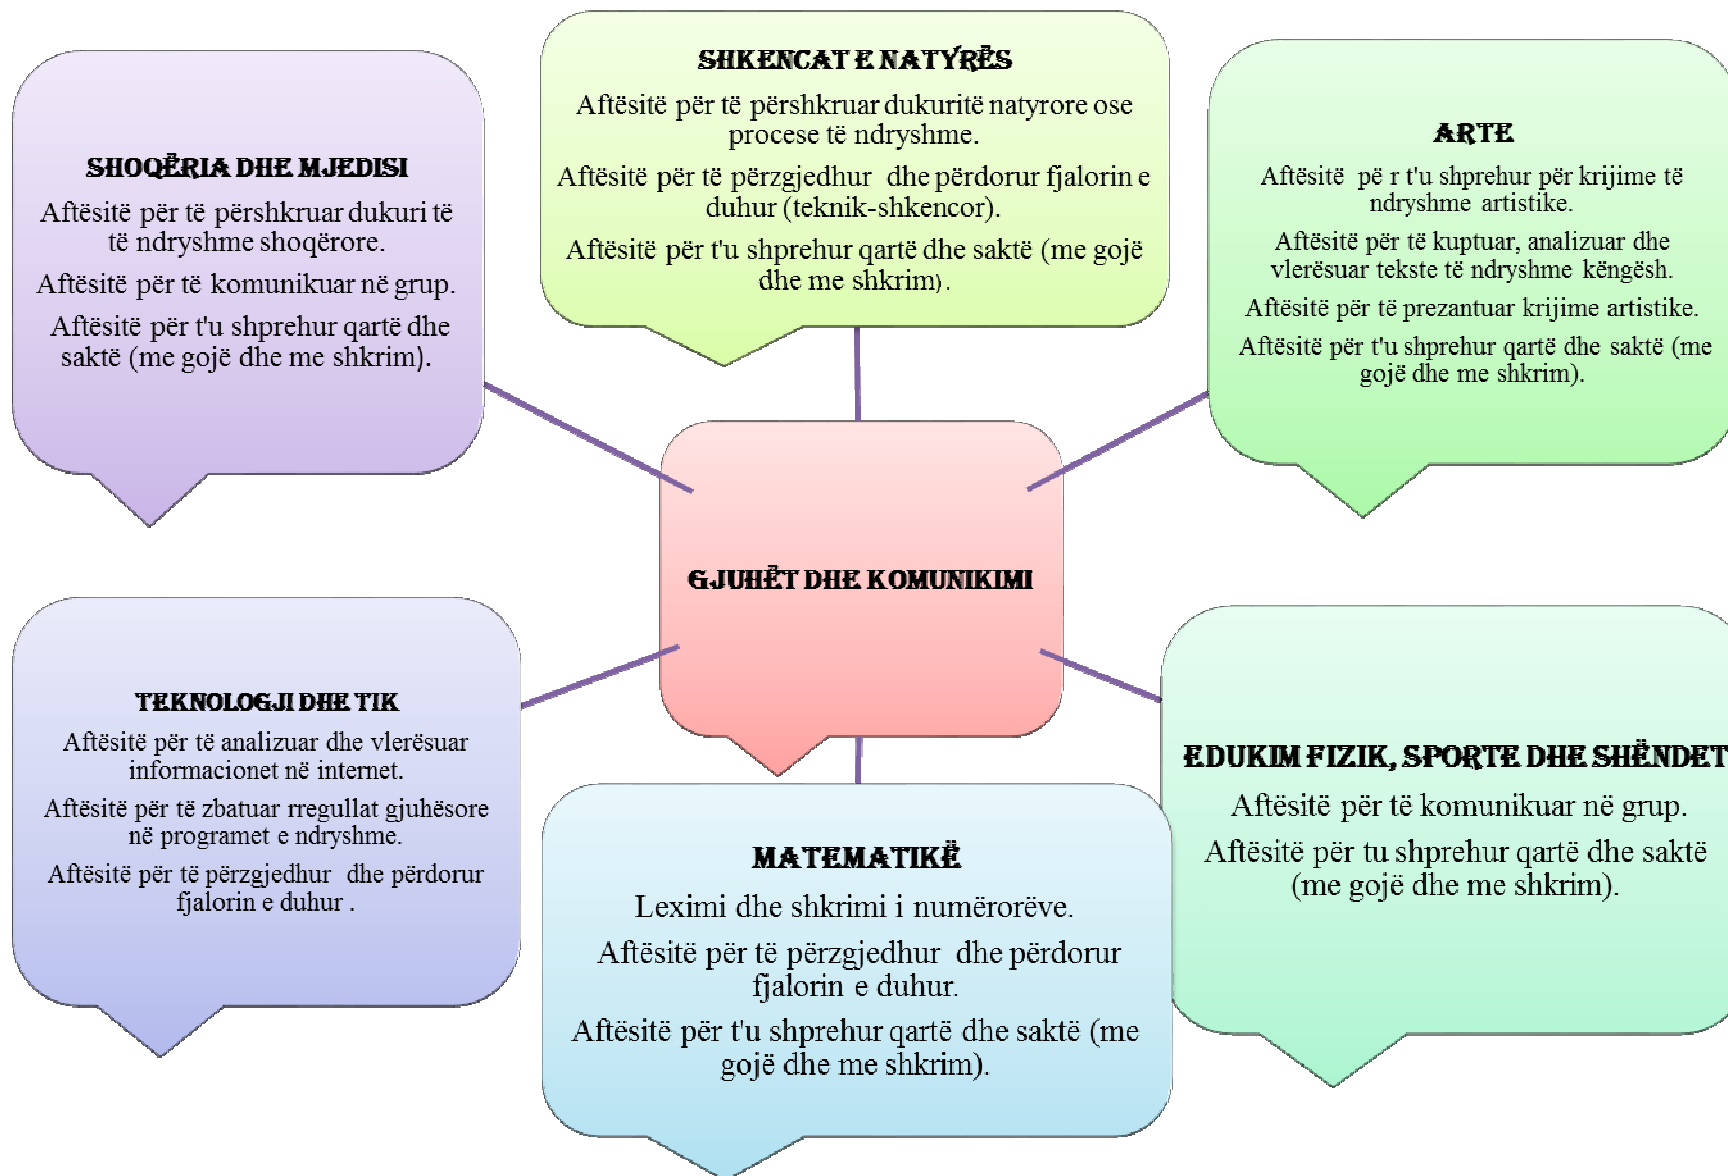 SHKENCAT E NATYRËS
Aftësitë për të përshkruar dukuritë natyrore ose
procese të ndryshme.
Aftësitë për të përzgjedhur dhe përdorur fjalorin e
duhur (teknik-shkencor).
Aftësitë për t'u shprehur qartë dhe saktë (me gojë
dhe me shkrim).
SHOQËRIA DHE MJEDISI
Aftësitë për të përshkruar dukuri të
të ndryshme shoqërore.
Aftësitë për të komunikuar në grup.
Aftësitë për t'u shprehur qartë dhe
saktë (me gojë dhe me shkrim).
ARTE
Aftësitë pë r t'u shprehur për krijime të
ndryshme artistike.
Aftësitë për të kuptuar, analizuar dhe
vlerësuar tekste të ndryshme këngësh.
Aftësitë për të prezantuar krijime artistike.
Aftësitë për t'u shprehur qartë dhe saktë (me
gojë dhe me shkrim).
GJUHËT DHE KOMUNIKIMI
TEKNOLOGJI DHE TIK
Aftësitë për të analizuar dhe vlerësuar
informacionet në internet.
Aftësitë për të zbatuar rregullat gjuhësore
në programet e ndryshme.
Aftësitë për të përzgjedhur dhe përdorur
fjalorin e duhur .
MATEMATIKË
Leximi dhe shkrimi i numërorëve.
Aftësitë për të përzgjedhur dhe përdorur
fjalorin e duhur.
Aftësitë për t'u shprehur qartë dhe saktë (me
gojë dhe me shkrim).
EDUKIM FIZIK, SPORTE DHE SHËNDET
Aftësitë për të komunikuar në grup.
Aftësitë për tu shprehur qartë dhe saktë
(me gojë dhe me shkrim).